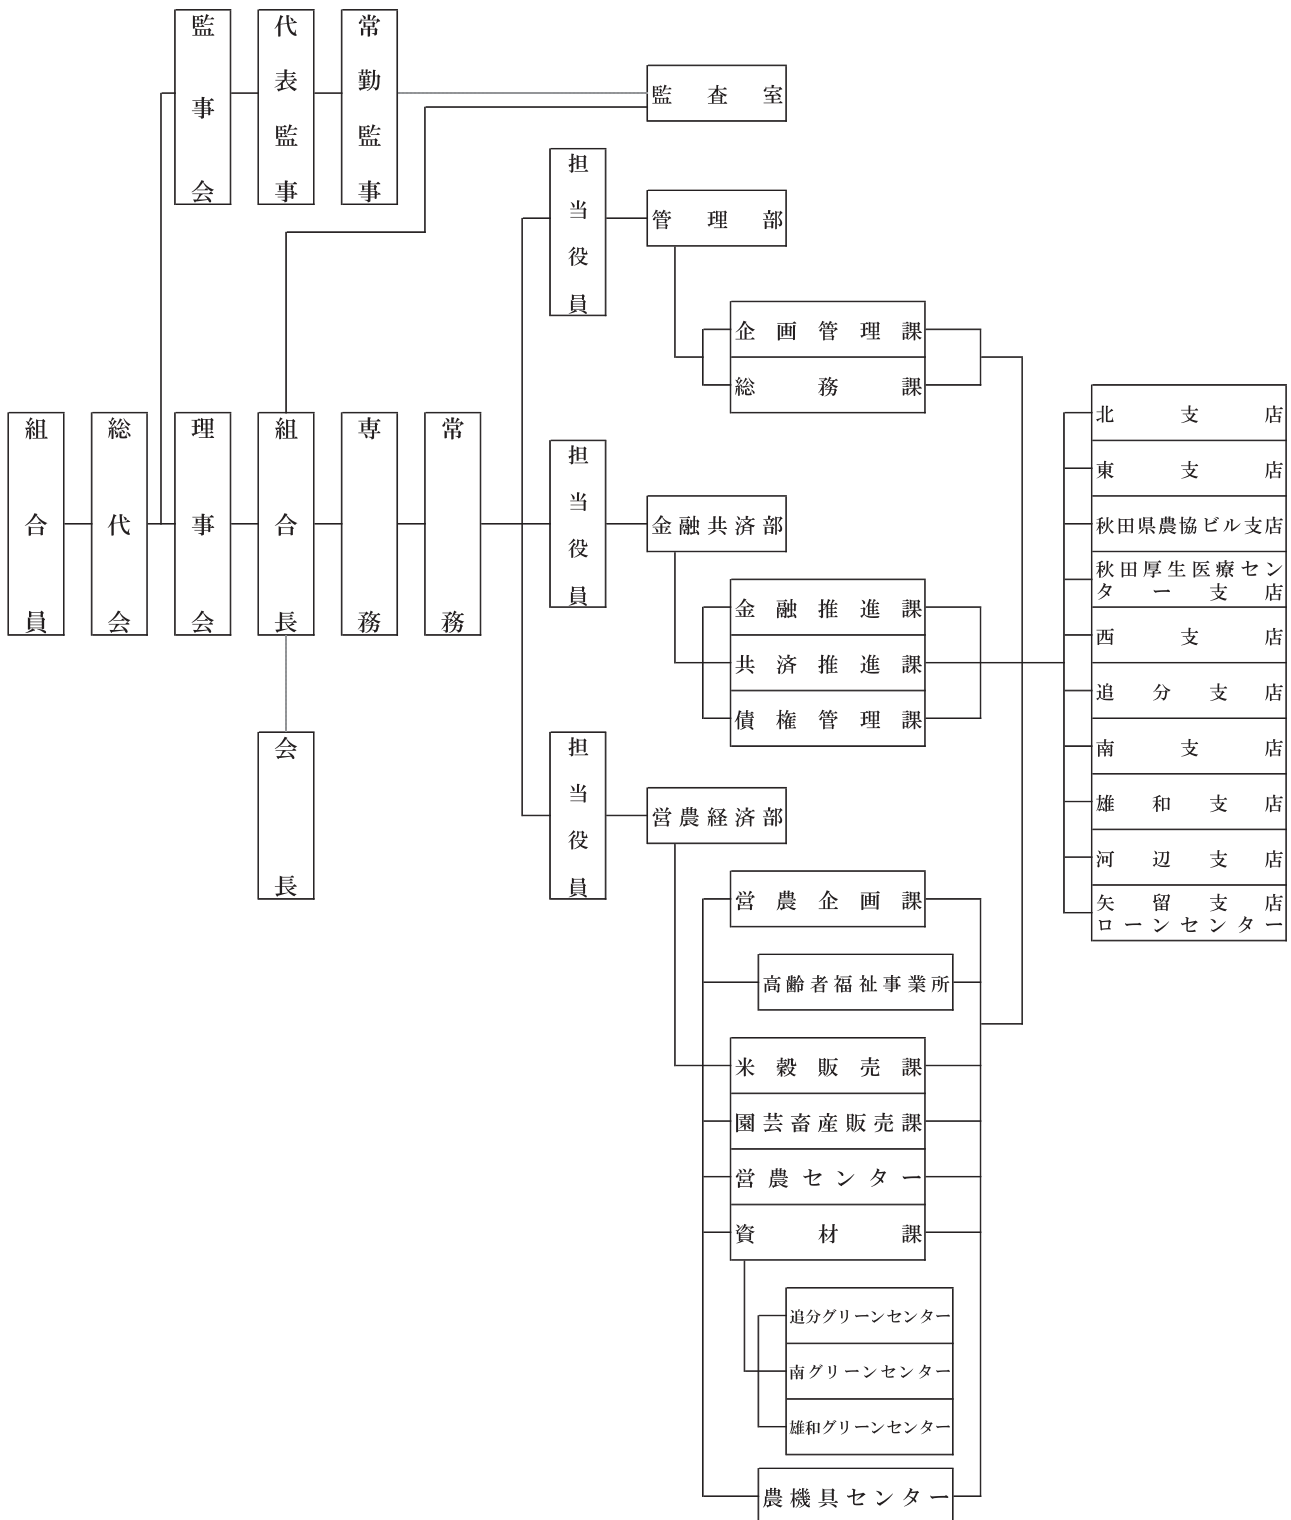 監事会
代表監事
常勤監事
監査室
担当役員
管理部
企画管理課
総務課
組合員
総代会
理事会
組合長
専務
常務
担当役員
金融共済部
金融推進課
共済推進課
債権管理課
会長
担当役員
営農経済部
営農企画課
高齢者福祉事業所
米穀販売課
園芸畜産販売課
営農センター
資材課
追分グリーンセンター
南グリーンセンター
雄和グリーンセンター
農機具センター
北支店
東支店
秋田県農協ビル支店
秋田厚生医療セン
ター支店
西支店
追分支店
南支店
雄和支店
河辺支店
矢留支店
ローンセンター